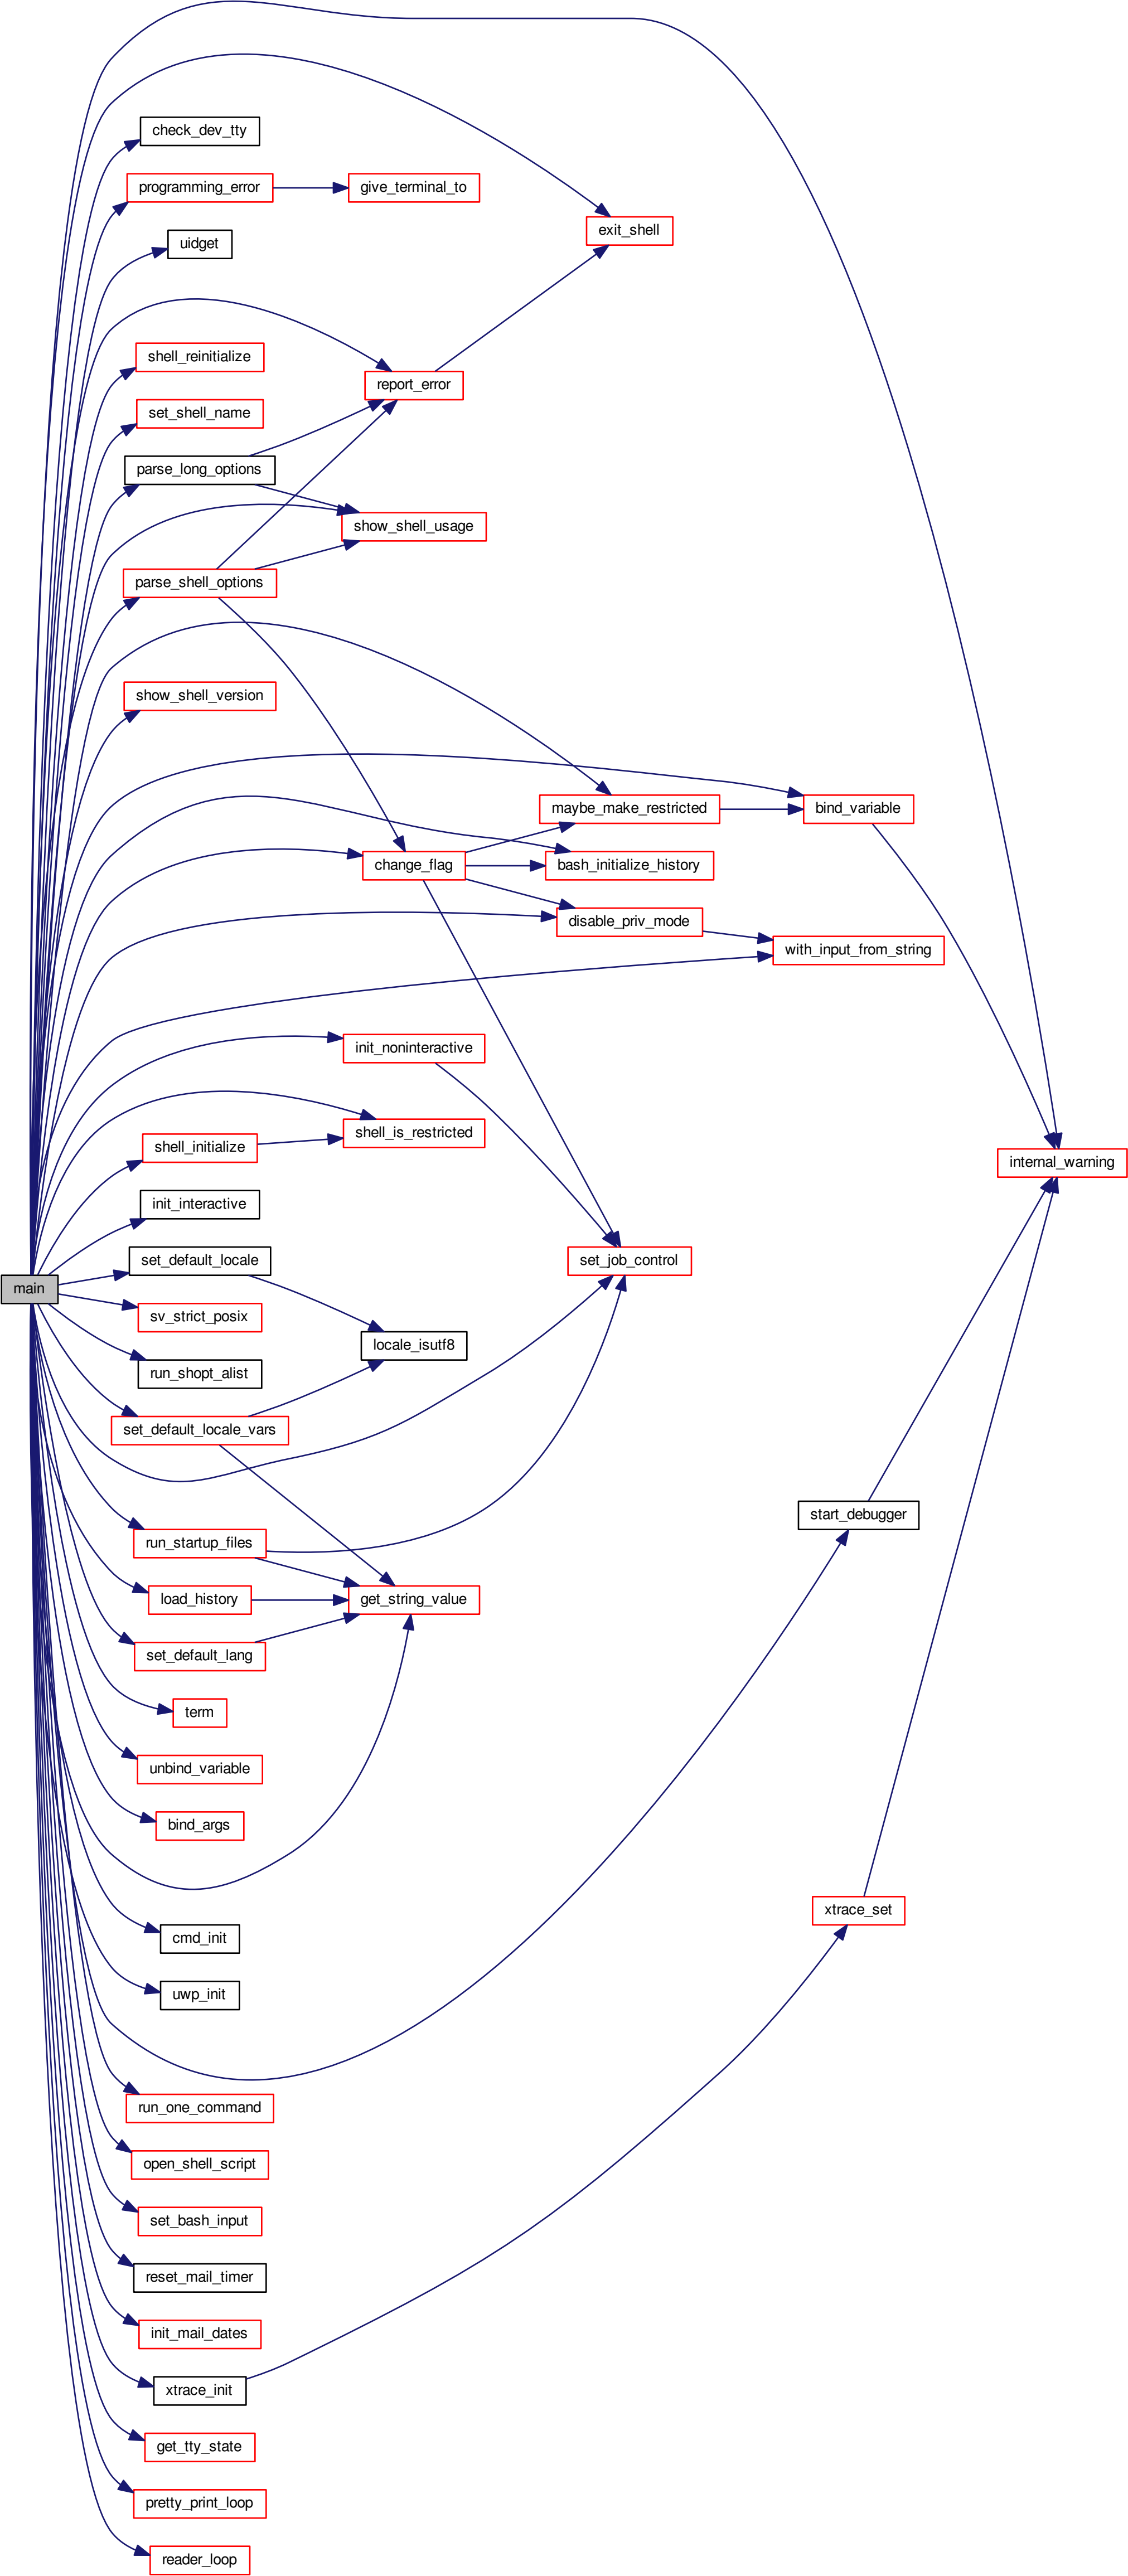 check_dev_tty
programming_error
give_terminal_to
exit_shell
uidget
shell_reinitialize
report_error
set_shell_name
parse_long_options
show_shell_usage
parse_shell_options
show_shell_version
maybe_make_restricted
bind_variable
change_flag
bash_initialize_history
disable_priv_mode
with_input_from_string
init_noninteractive
shell_is_restricted
shell_initialize
internal_warning
init_interactive
set_default_locale
set_job_control
main
sv_strict_posix
locale_isutf8
run_shopt_alist
set_default_locale_vars
start_debugger
run_startup_files
load_history
get_string_value
set_default_lang
term
unbind_variable
bind_args
xtrace_set
cmd_init
uwp_init
run_one_command
open_shell_script
set_bash_input
reset_mail_timer
init_mail_dates
xtrace_init
get_tty_state
pretty_print_loop
reader_loop